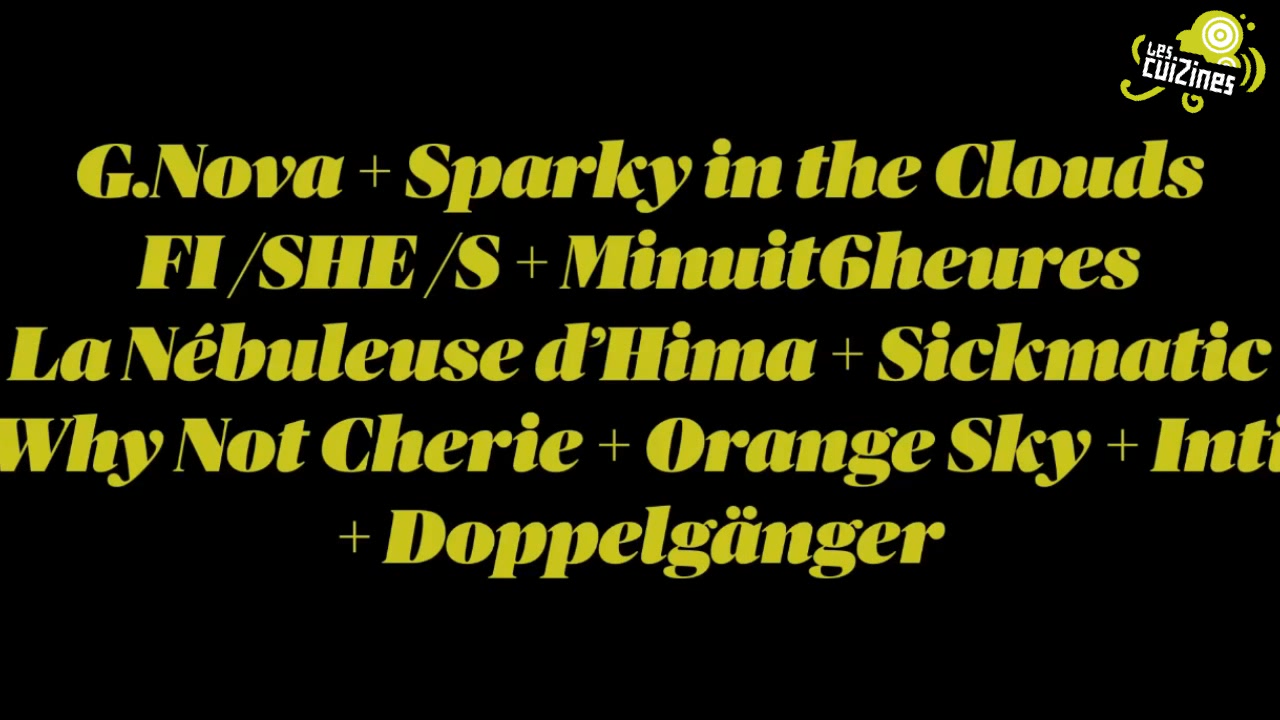 Les
CUIZines
G.Nova + Sparky in the Clouds
FI /SHE /S + Minuit6heures
La Nébuleuse d’Hima + Sickmatic
Why Not Cherie + Orange Sky +
+ Doppelgänger